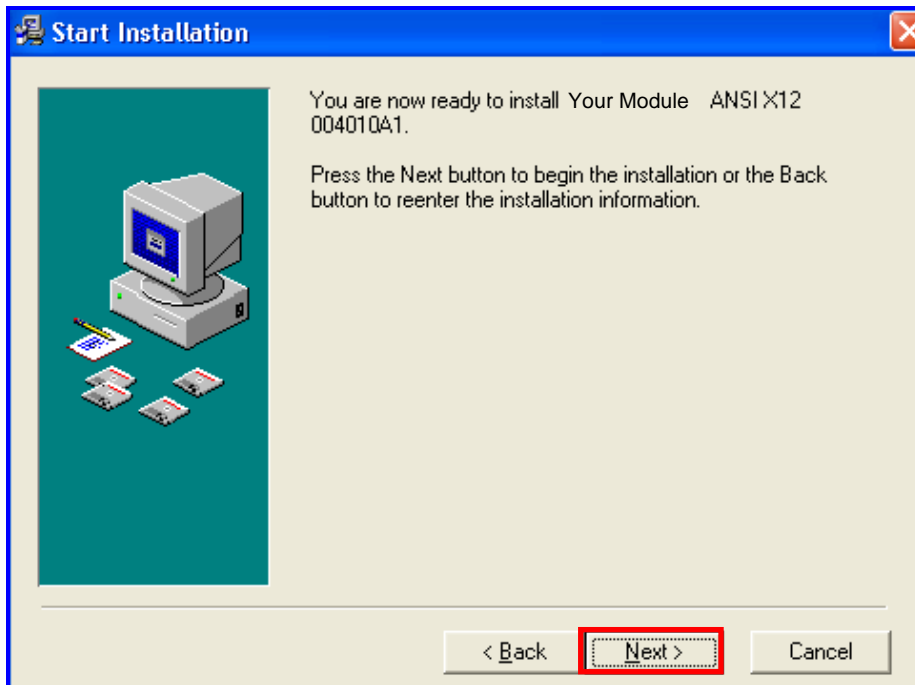 Start Installation
You are now ready to install Your Module ANSI X12
004010A1.
Press the Next button to begin the installation or the Back
button to reenter the installation information.
< Back
Next >
Cancel